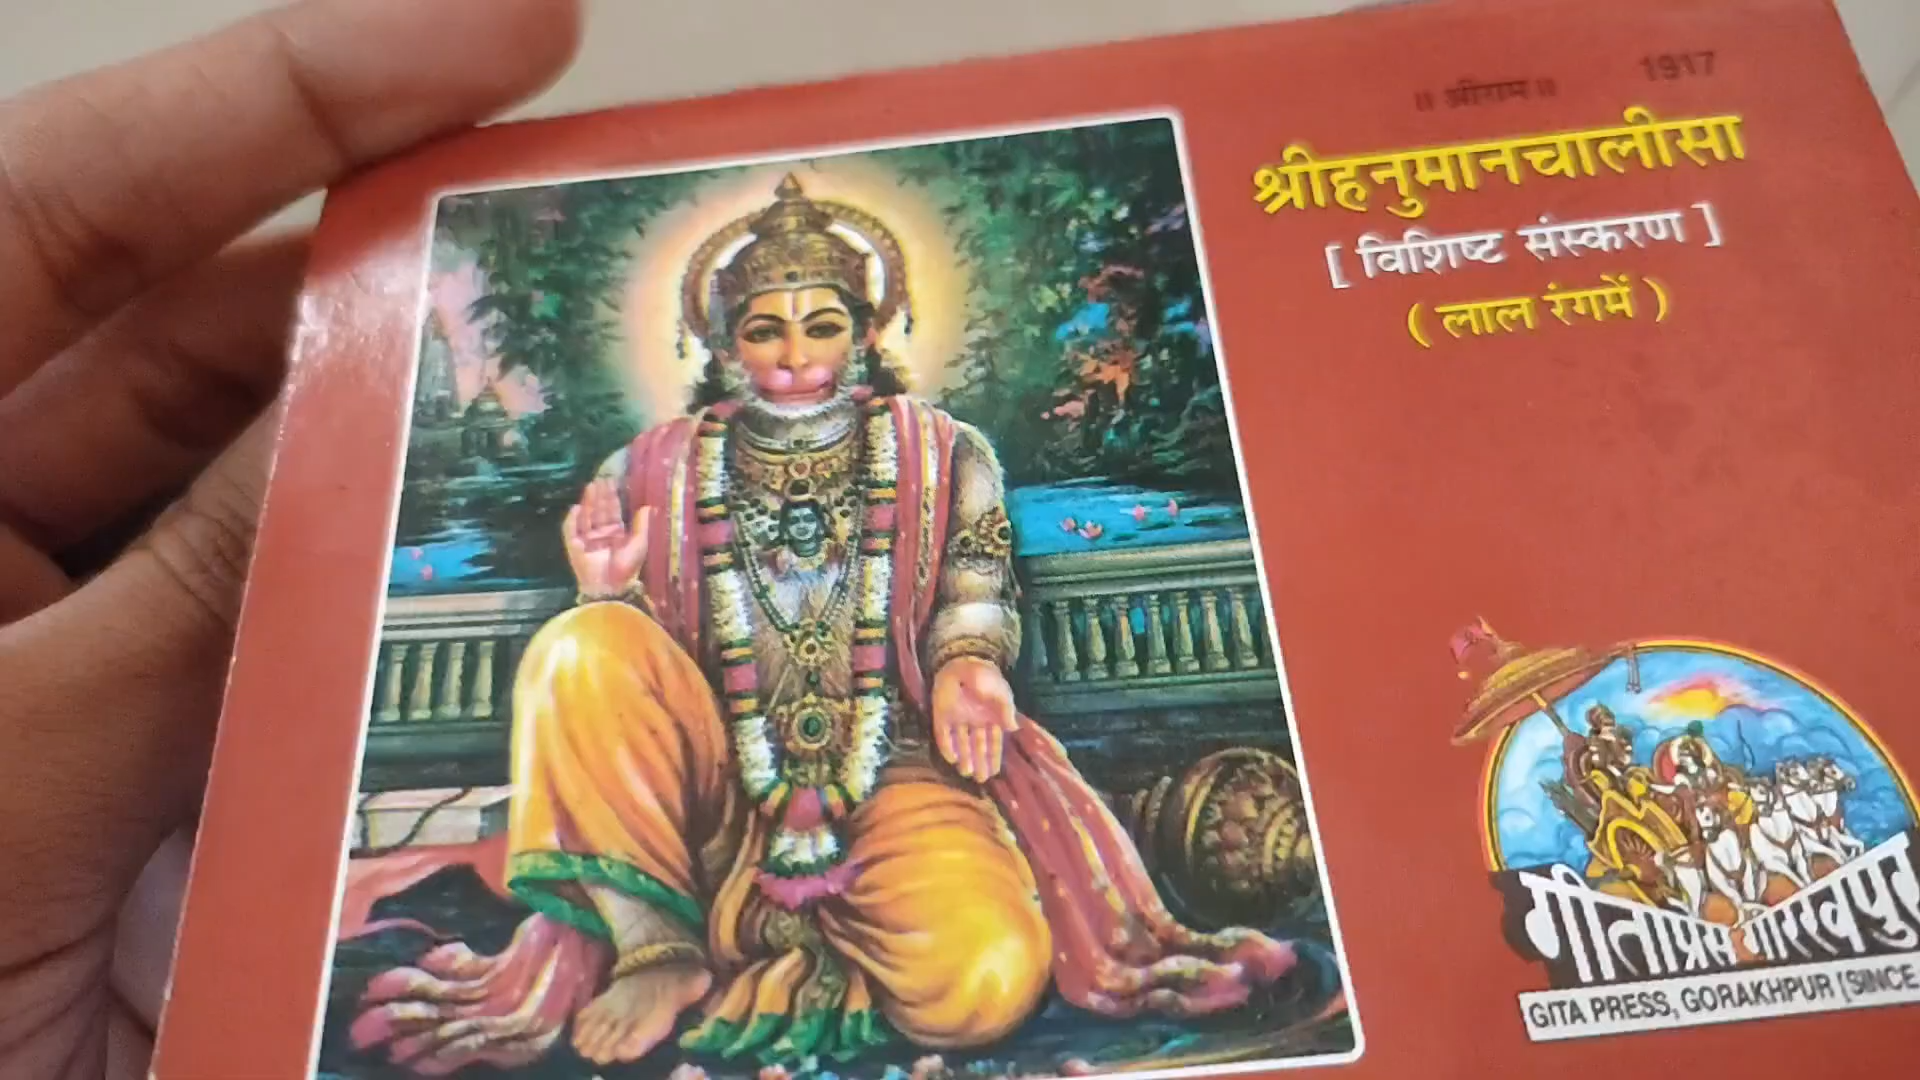 ॥ श्रीराम ॥ 1917
श्रीहनुमानचालीसा
[ विशिष्ट संस्करण ]
( लाल रंगमें )
गीताप्रेस गोरखपुर
GITA PRESS, GORAKHPUR [SINCE